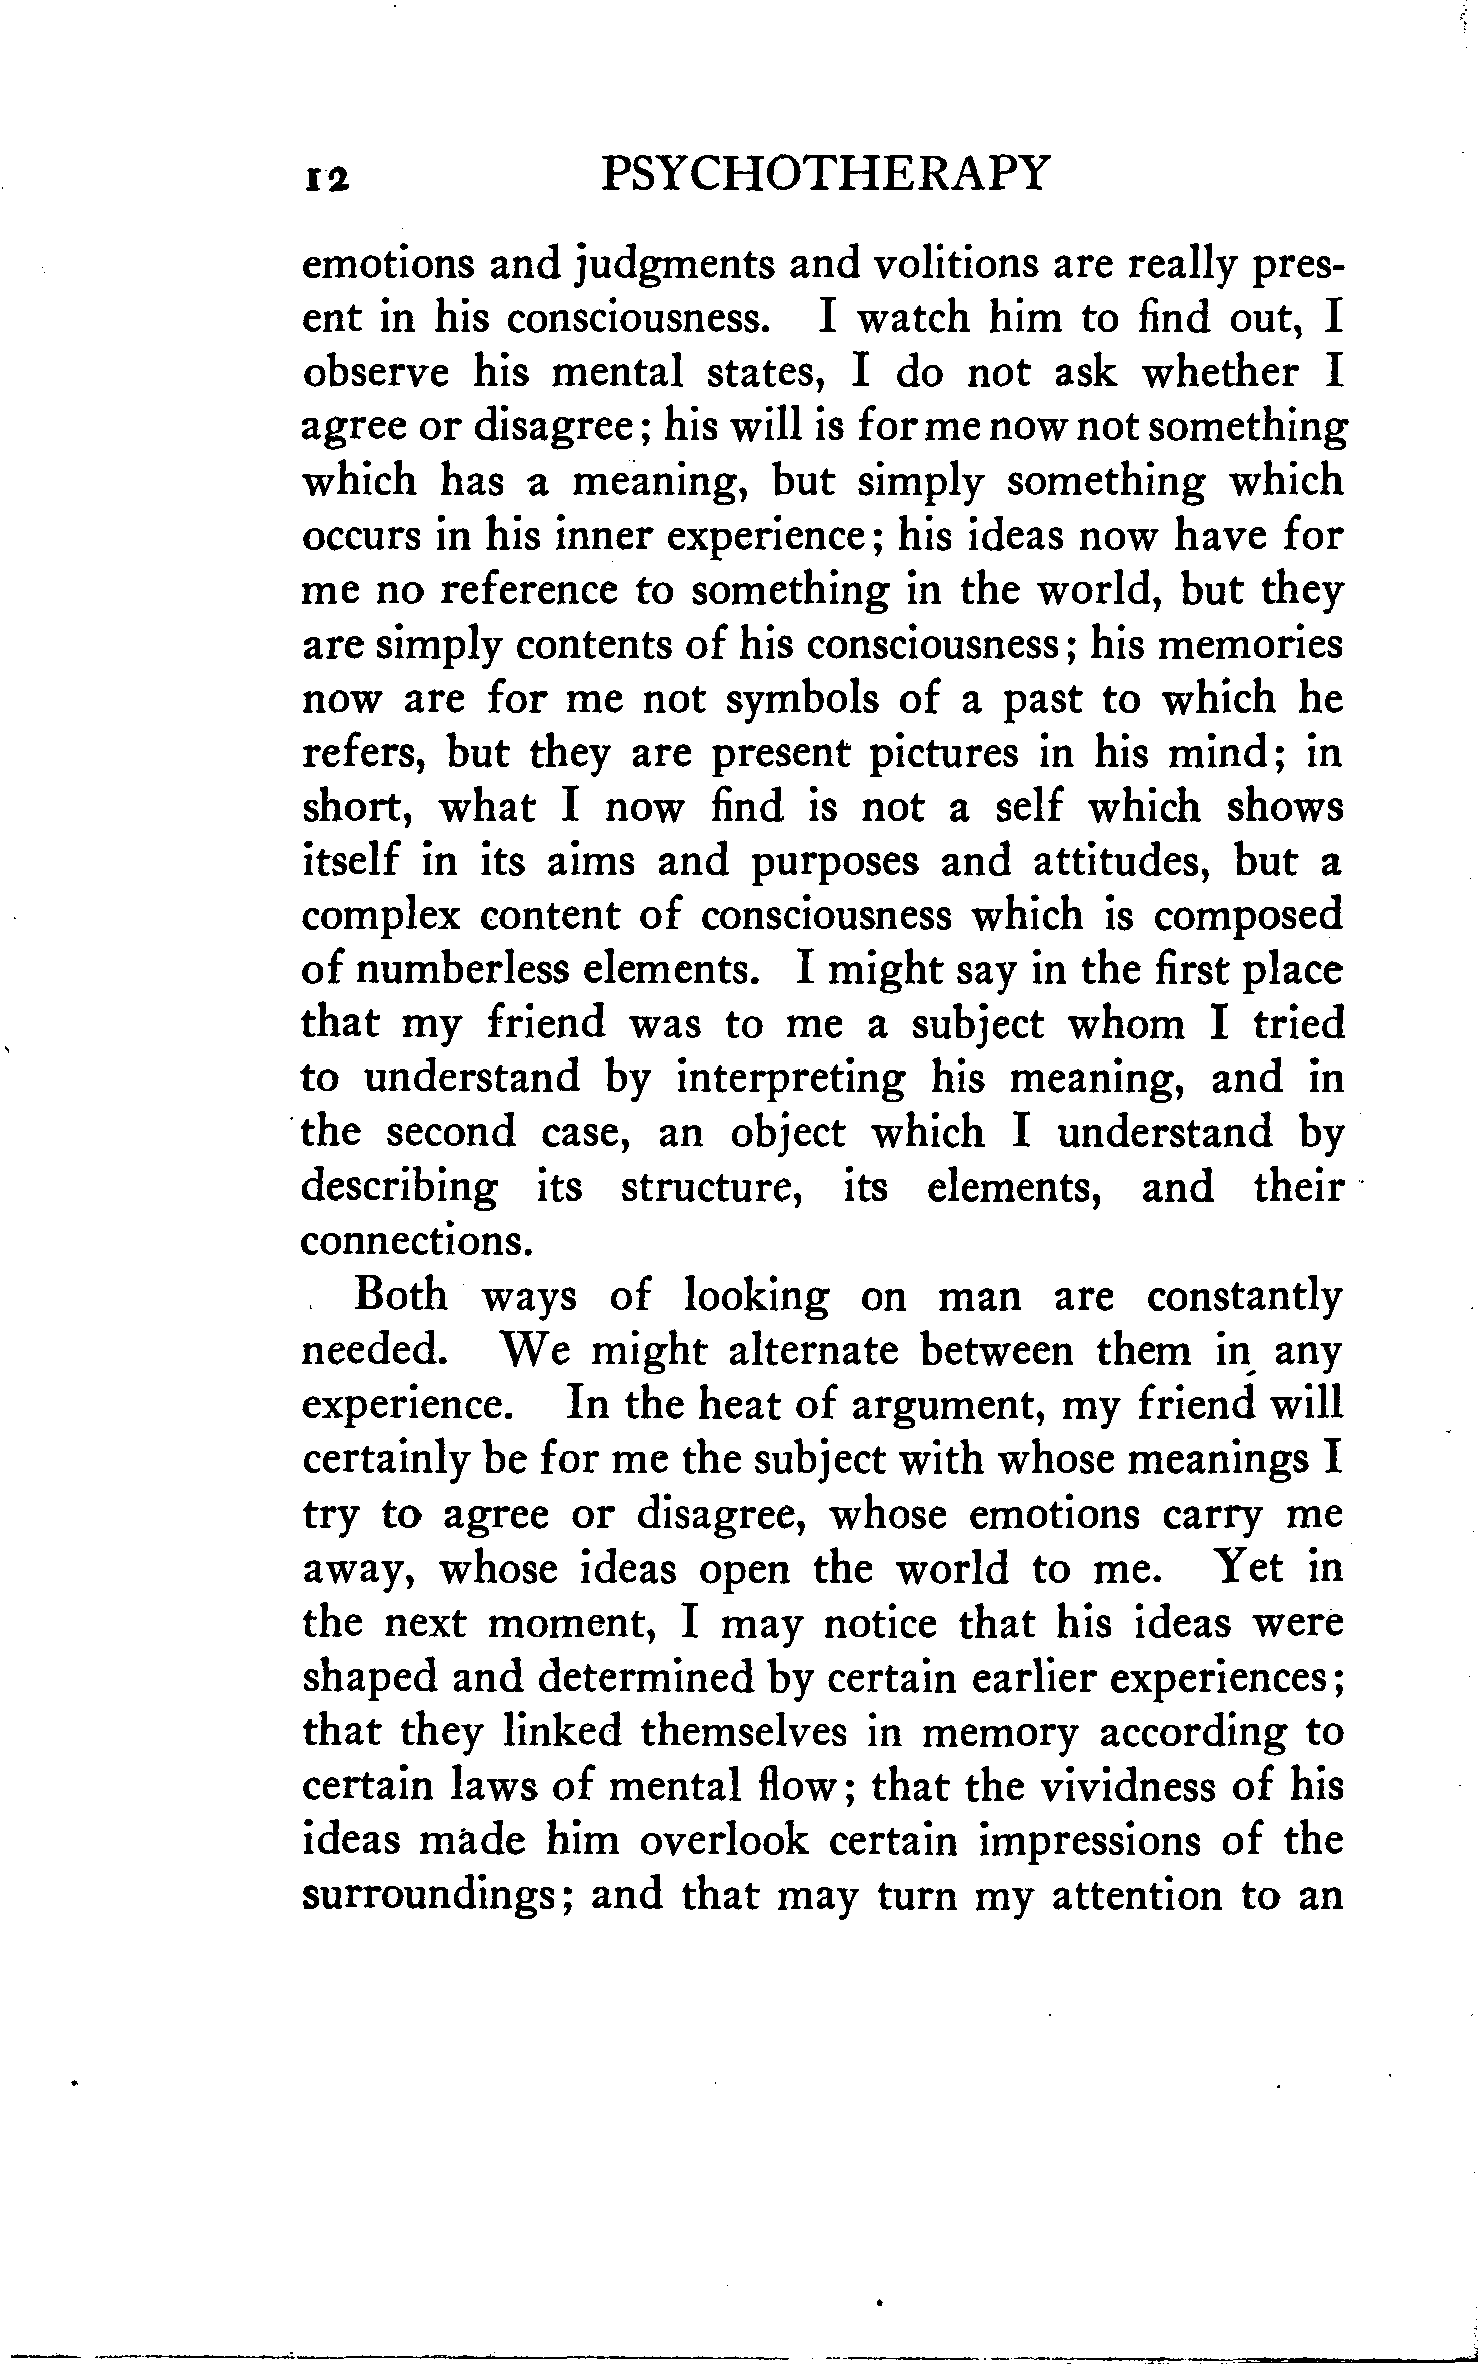 12 PSYCHOTHERAPY
emotions and judgments and volitions are really pres-
ent in his consciousness. I watch him to find out, I
observe his mental states, I do not ask whether I
agree or disagree; his will is for me now not something
which has a meaning, but simply something which
occurs in his inner experience; his ideas now have for
me no reference to something in the world, but they
are simply contents of his consciousness; his memories
now are for me not symbols of a past to which he
refers, but they are present pictures in his mind; in
short, what I now find is not a self which shows
itself in its aims and purposes and attitudes, but a
complex content of consciousness which is composed
of numberless elements. I might say in the first place
that my friend was to me a subject whom I tried
to understand by interpreting his meaning, and in
the second case, an object which I understand by
describing its structure, its elements, and their
connections.
Both ways of looking on man are constantly
needed. We might alternate between them in any
experience. In the heat of argument, my friend will
certainly be for me the subject with whose meanings I
try to agree or disagree, whose emotions carry me
away, whose ideas open the world to me. Yet in
the next moment, I may notice that his ideas were
shaped and determined by certain earlier experiences;
that they linked themselves in memory according to
certain laws of mental flow; that the vividness of his
ideas made him overlook certain impressions of the
surroundings; and that may turn my attention to an